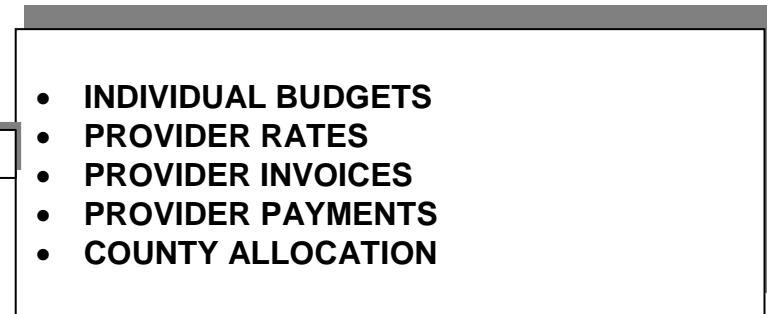 • INDIVIDUAL BUDGETS
• PROVIDER RATES
• PROVIDER INVOICES
• PROVIDER PAYMENTS
• COUNTY ALLOCATION